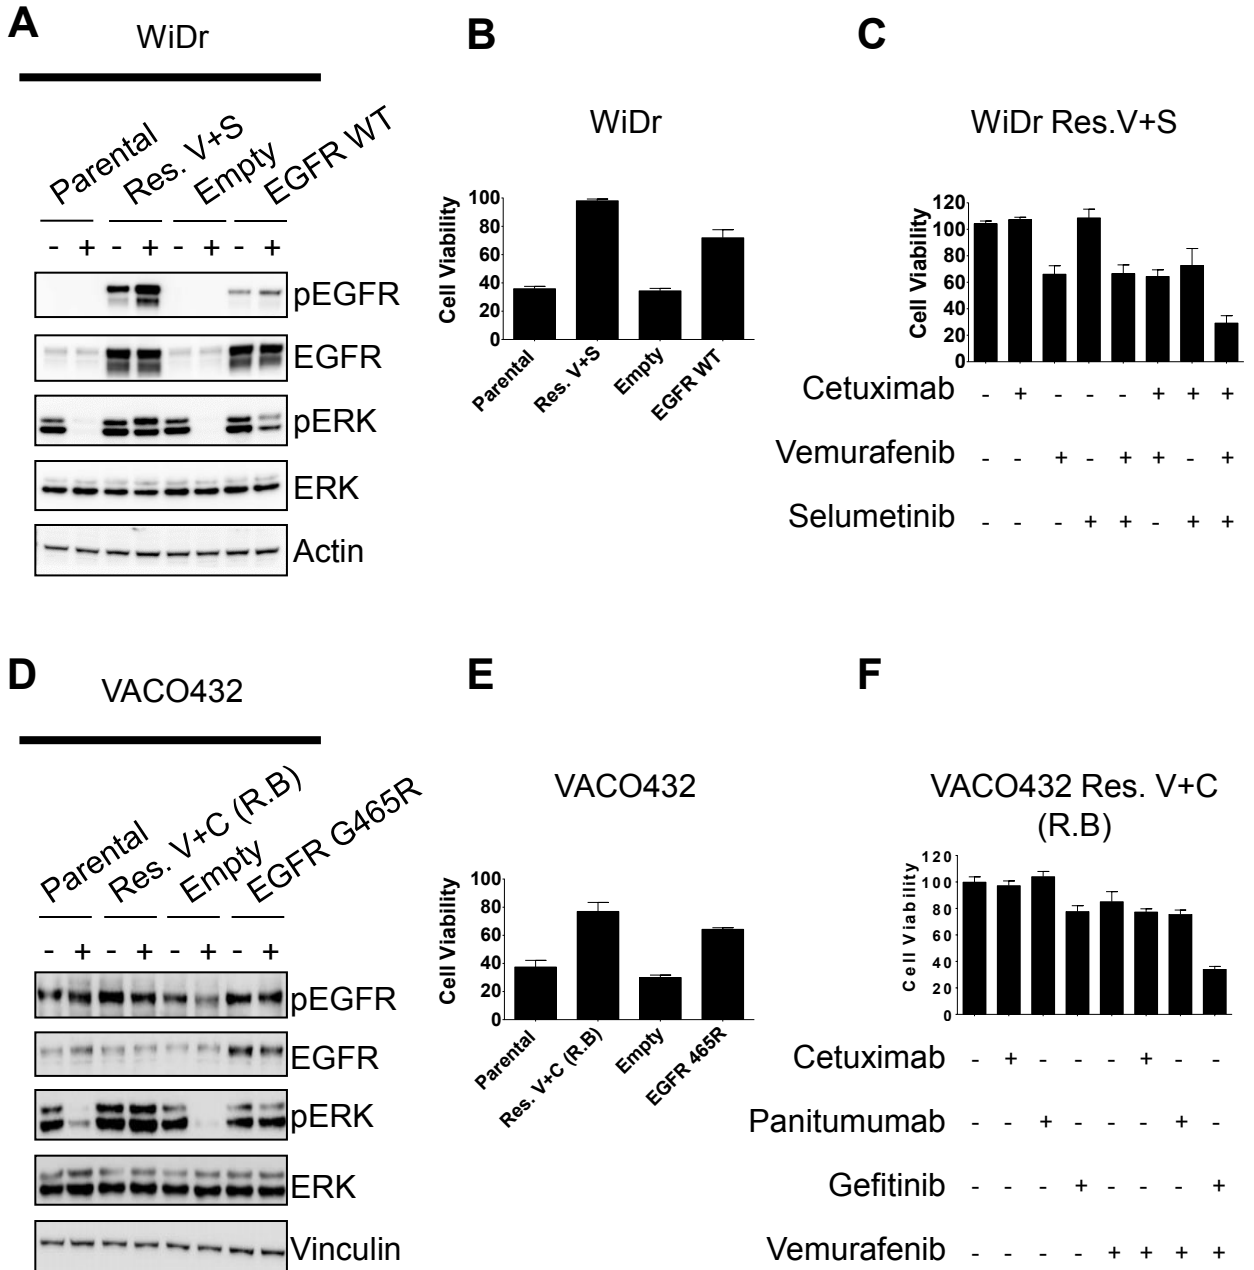 A
WiDr
Parental
Res. V+S
Empty
EGFR WT
- + - + - + - +
pEGFR
EGFR
pERK
ERK
Actin
B
WiDr
Cell Viability
100
80
60
40
20
0
Parental
Res. V+S
Empty
EGFR WT
C
WiDr Res.V+S
Cell Viability
120
100
80
60
40
20
0
Cetuximab - + - - - + + +
Vemurafenib - - + - + + - +
Selumetinib - - - + + - + +
D
VACO432
Parental
Res. V+C (R.B)
Empty
EGFR G465R
- + - + - + - +
pEGFR
EGFR
pERK
ERK
Vinculin
E
VACO432
Cell Viability
100
80
60
40
20
0
Parental
Res. V+C (R.B)
Empty
EGFR 465R
F
VACO432 Res. V+C
(R.B)
Cell Viability
120
100
80
60
40
20
0
Cetuximab - + - - - + - -
Panitumumab - - + - - - + -
Gefitinib - - - + - - - +
Vemurafenib - - - - + + + +